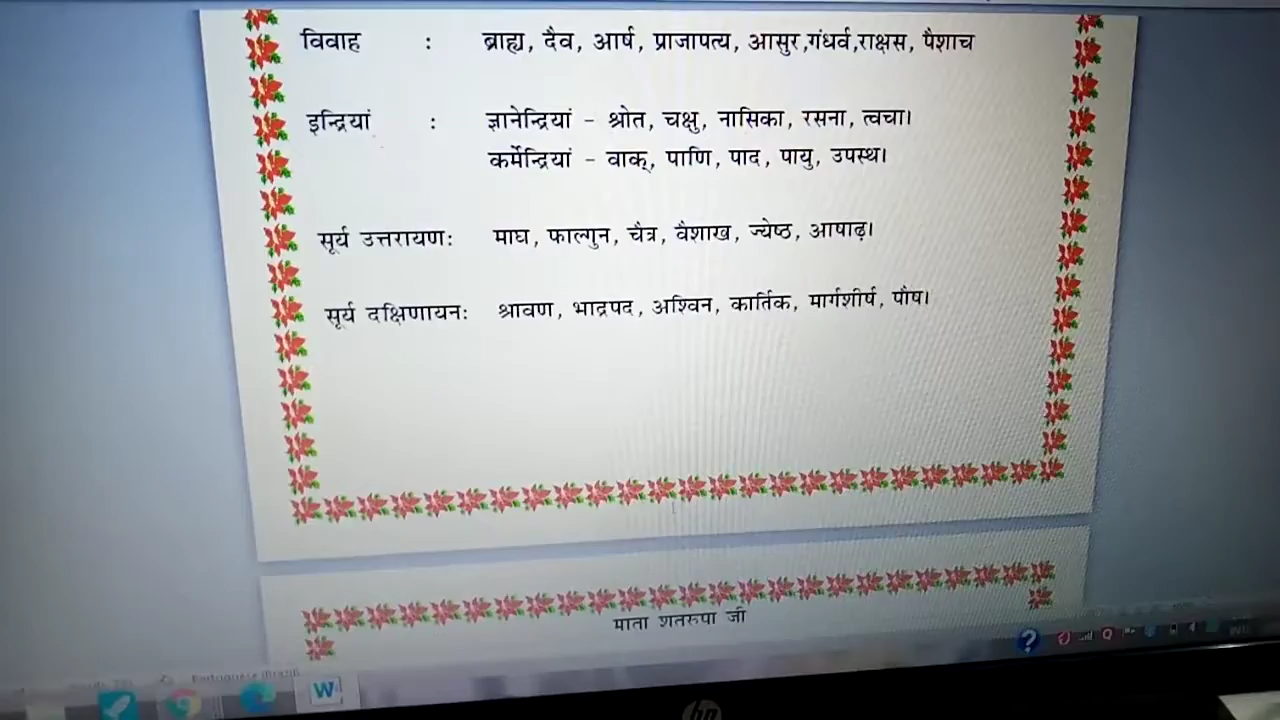 विवाह : ब्राह्य, दैव, आर्ष, प्राजापत्य, आसुर,गंधर्व,राक्षस, पैशाच
इन्द्रियां : ज्ञानेन्द्रियां - श्रोत, चक्षु, नासिका, रसना, त्वचा।
कर्मेन्द्रियां - वाक्, पाणि, पाद, पायु, उपस्थ।
सूर्य उत्तरायण: माघ, फाल्गुन, चैत्र, वैशाख, ज्येष्ठ, आषाढ़।
सूर्य दक्षिणायन: श्रावण, भाद्रपद, अश्विन, कार्तिक, मार्गशीर्ष, पौष।
माता शतरुपा जी
W
hp